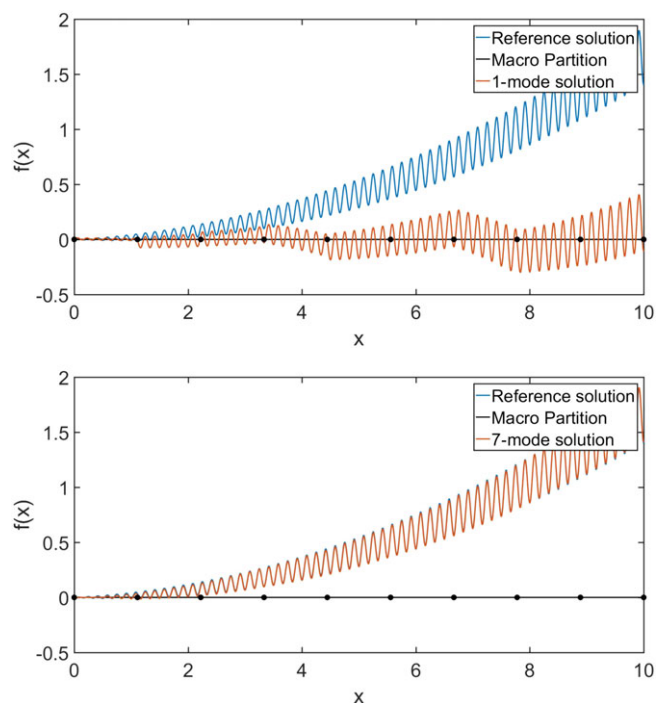 2
Reference solution
Macro Partition
1-mode solution
1.5
1
f(x)
0.5
0
-0.5
0 2 4 6 8 10
x
2
Reference solution
Macro Partition
7-mode solution
1.5
1
f(x)
0.5
0
-0.5
0 2 4 6 8 10
x